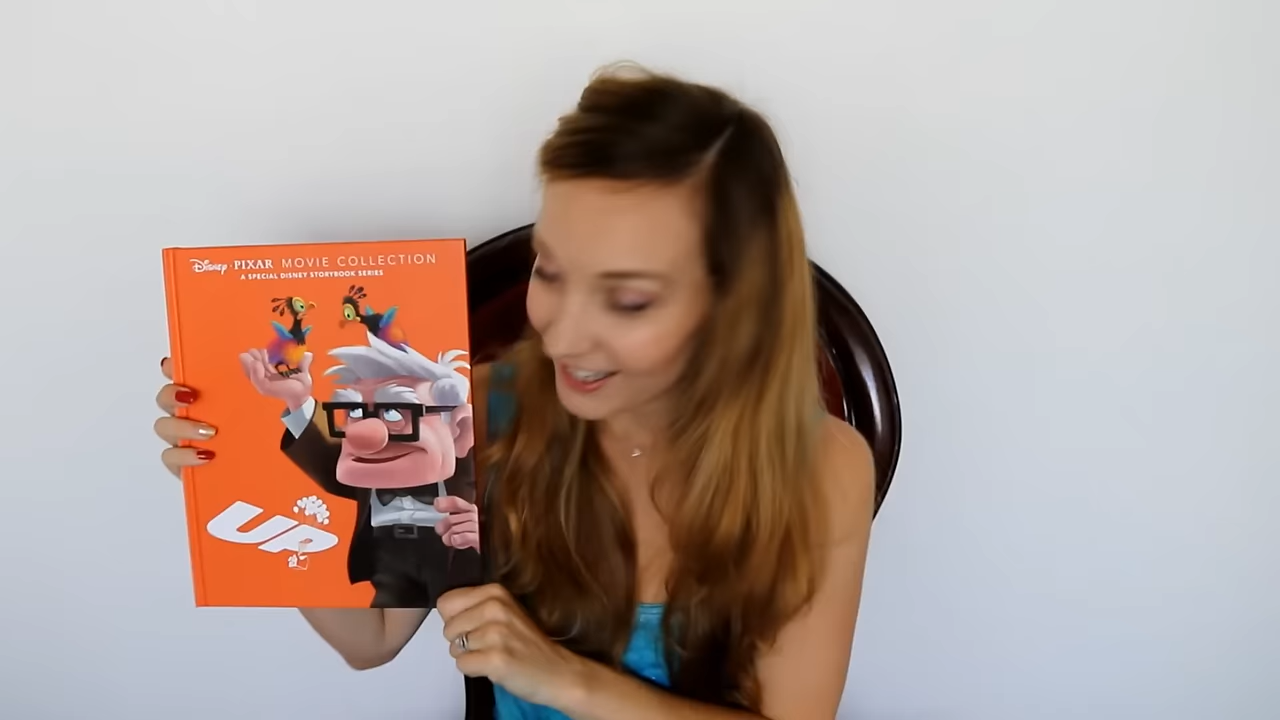 Disney · PIXAR MOVIE COLLECTION
A SPECIAL DISNEY STORYBOOK SERIES
UP